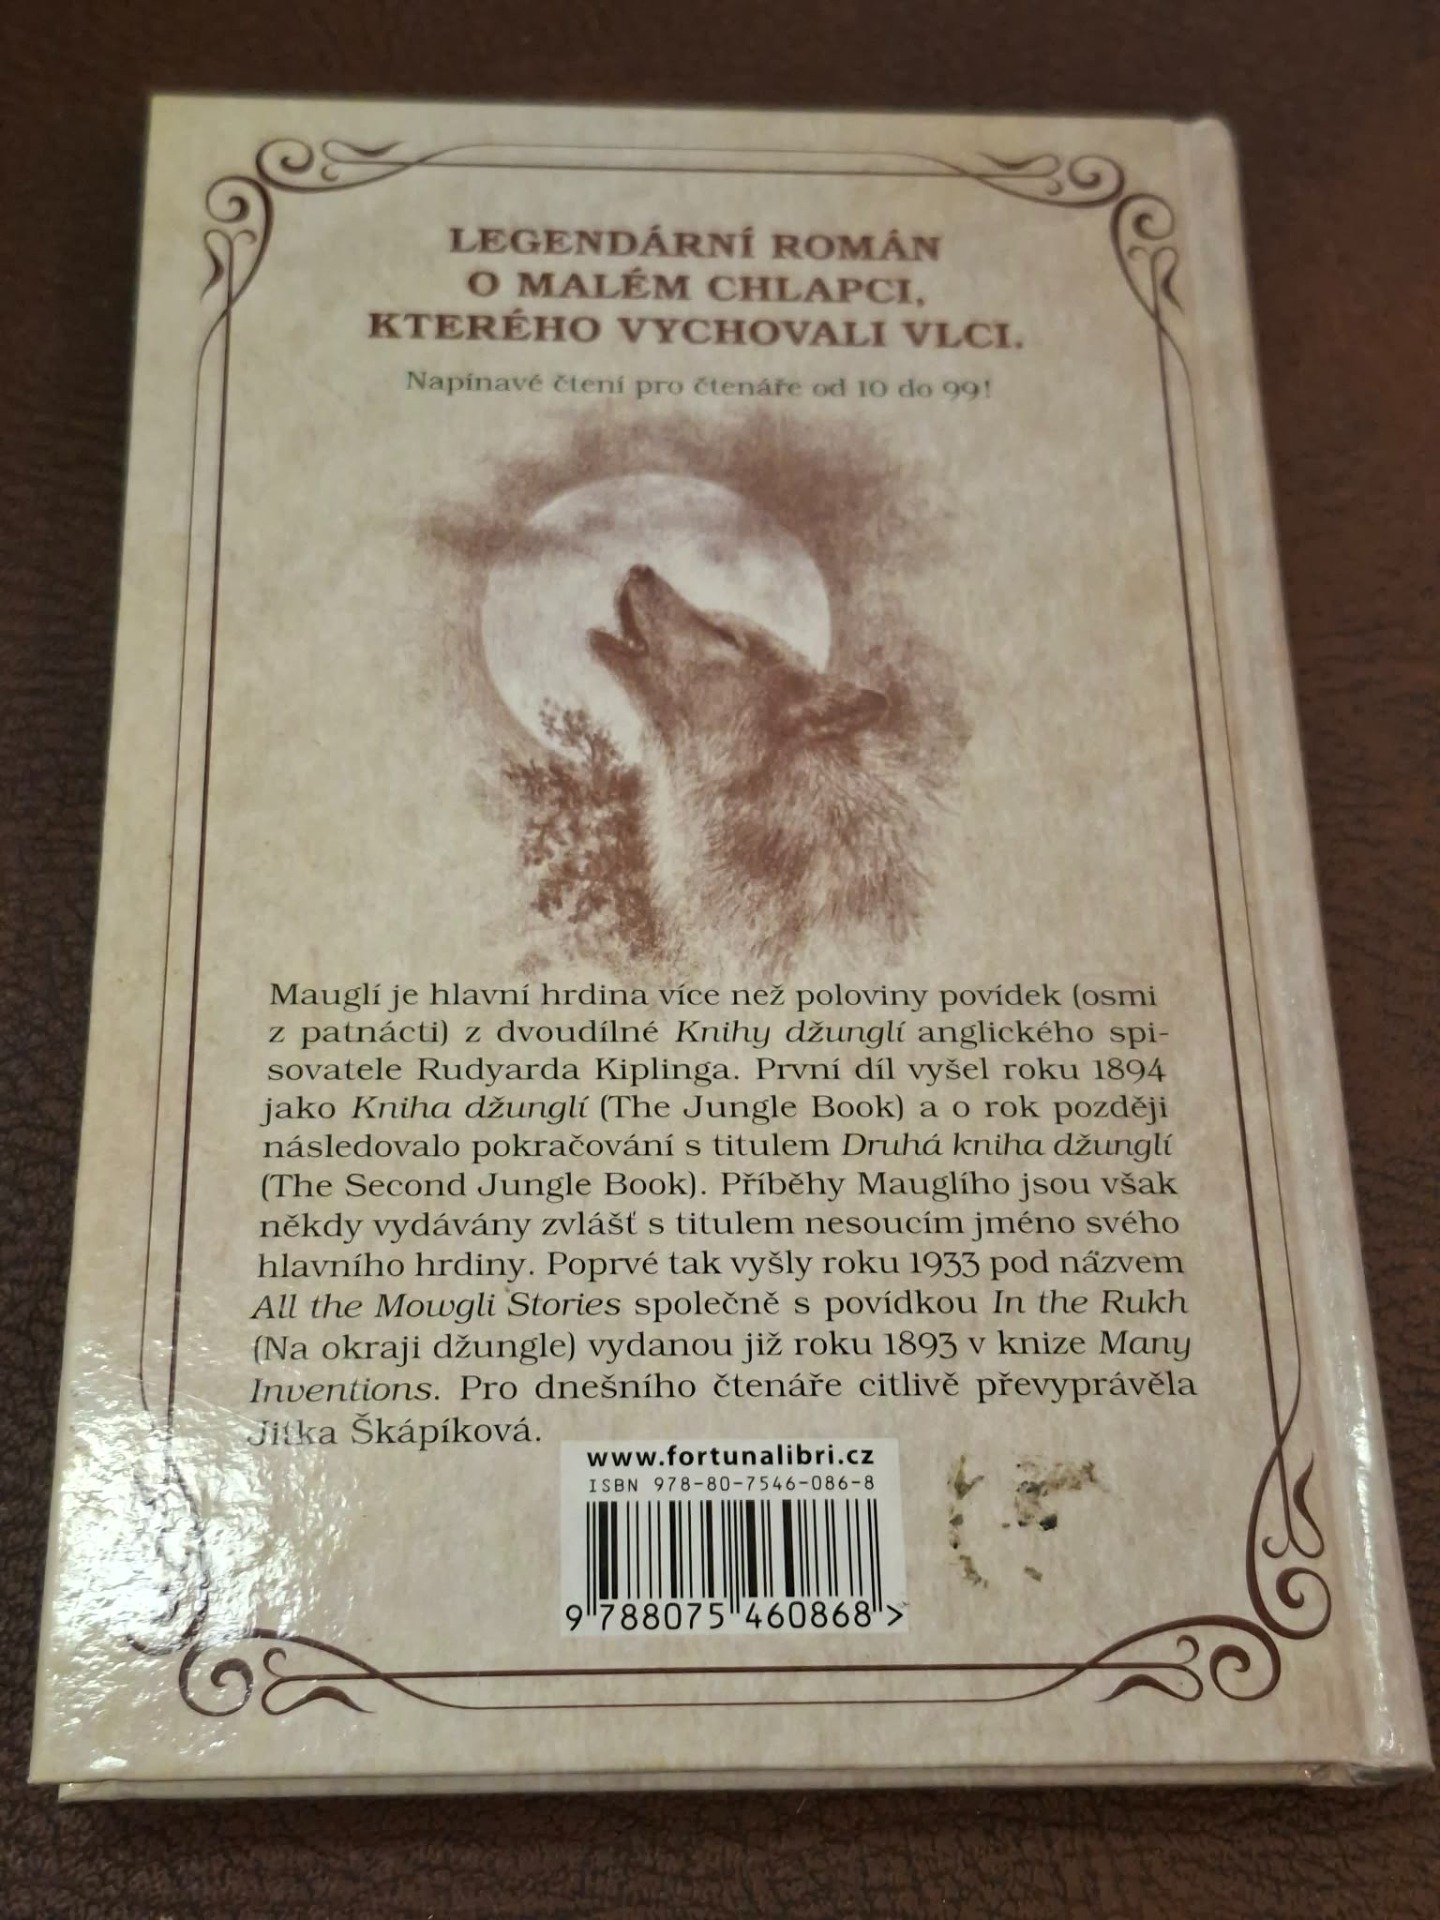 LEGENDÁRNÍ ROMÁN
O MALÉM CHLAPCI,
KTERÉHO VYCHOVALI VLCI.
Napínavé čtení pro čtenáře od 10 do 99!
Mauglí je hlavní hrdina více než poloviny povídek (osmi
z patnácti) z dvoudílné Knihy džunglí anglického spi-
sovatele Rudyarda Kiplinga. První díl vyšel roku 1894
jako Kniha džunglí (The Jungle Book) a o rok později
následovalo pokračování s titulem Druhá kniha džunglí
(The Second Jungle Book). Příběhy Mauglího jsou však
někdy vydávány zvlášť s titulem nesoucím jméno svého
hlavního hrdiny. Poprvé tak vyšly roku 1933 pod názvem
All the Mowgli Stories společně s povídkou In the Rukh
(Na okraji džungle) vydanou již roku 1893 v knize Many
Inventions. Pro dnešního čtenáře citlivě převyprávěla
Jitka Škápíková.
www.fortunalibri.cz
ISBN 978-80-7546-086-8
9 788075 460868 >